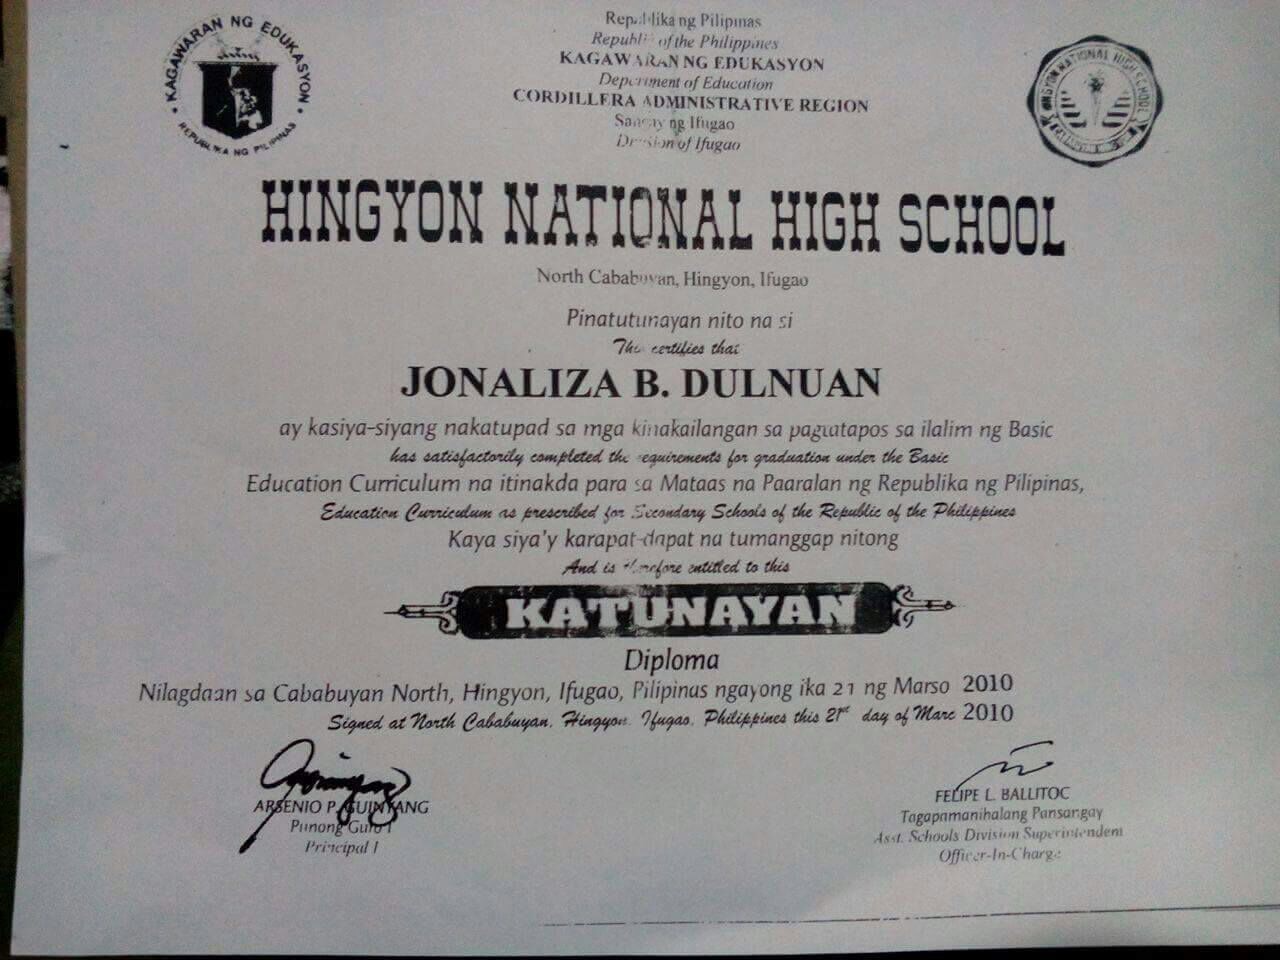 KAGAWARAN NG EDUKASYON
REPUBLIKA NG PILIPINAS
Republika ng Pilipinas
Republic of the Philippines
KAGAWARAN NG EDUKASYON
Department of Education
CORDILLERA ADMINISTRATIVE REGION
Sangay ng Ifugao
Division of Ifugao
HINGYON NATIONAL HIGH SCHOOL
HINGYON NATIONAL HIGH SCHOOL
North Cababuyan, Hingyon, Ifugao
Pinatutunayan nito na si
This certifies that
JONALIZA B. DULNUAN
ay kasiya-siyang nakatupad sa mga kinakailangan sa pagtatapos sa ilalim ng Basic
has satisfactorily completed the requirements for graduation under the Basic
Education Curriculum na itinakda para sa Mataas na Paaralan ng Republika ng Pilipinas,
Education Curriculum as prescribed for Secondary Schools of the Republic of the Philippines
Kaya siya'y karapat-dapat na tumanggap nitong
And is therefore entitled to this
KATUNAYAN
Diploma
Nilagdaan sa Cababuyan North, Hingyon, Ifugao, Pilipinas ngayong ika 21 ng Marso 2010
Signed at North Cababuyan, Hingyon, Ifugao, Philippines this 21st day of Marc 2010
ARSENIO P. GUINYANG
Punong Guro I
Principal I
FELIPE L. BALLITOC
Tagapamanihalang Pansangay
Asst. Schools Division Superintendent
Officer-In-Charge